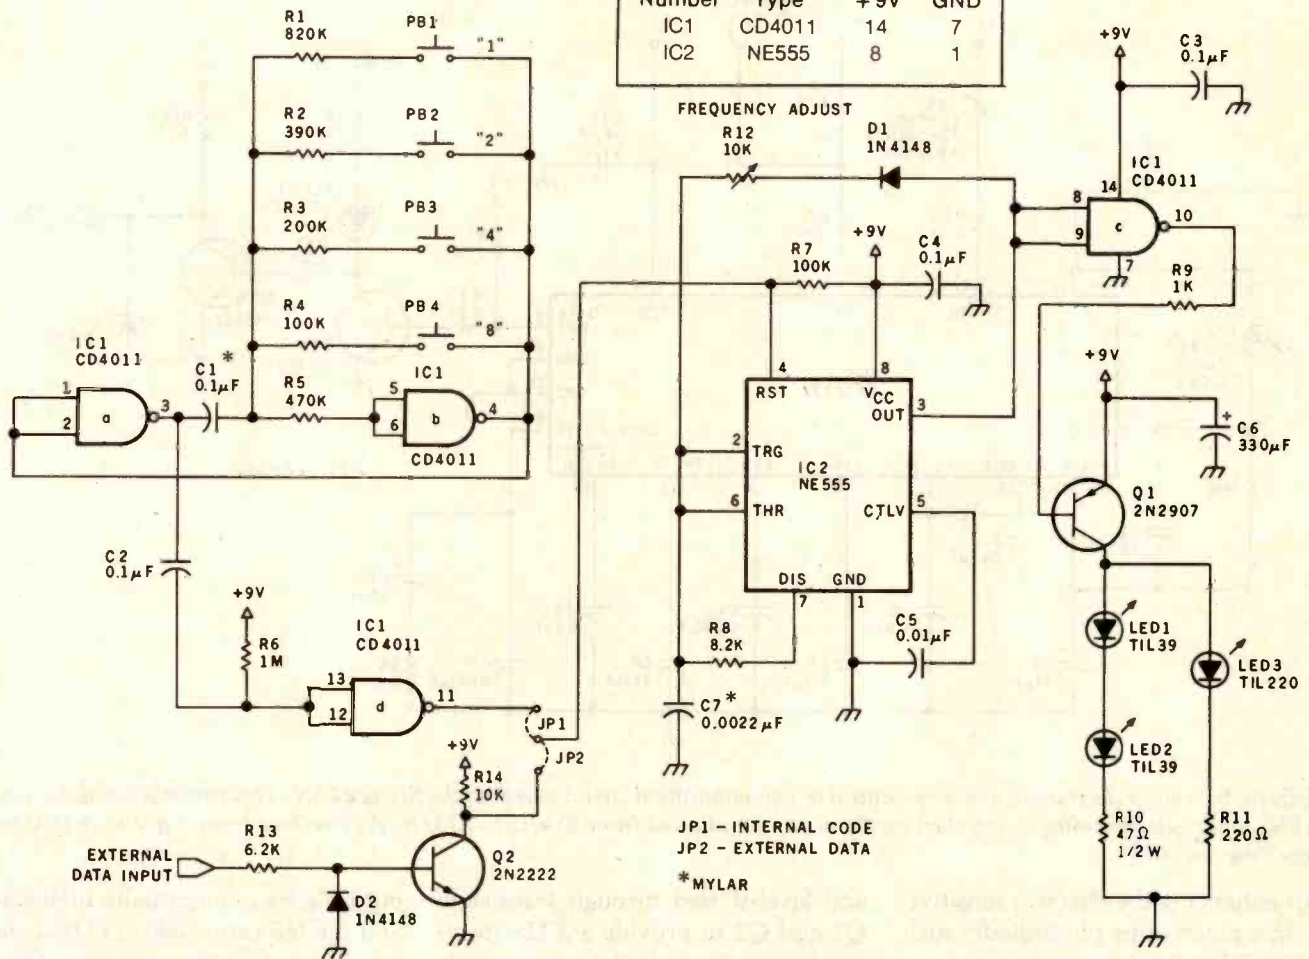 Number Type +9V GND
IC1 CD4011 14 7
IC2 NE555 8 1
R1
820K
PB1
"1"
R2
390K
PB2
"2"
R3
200K
PB3
"4"
R4
100K
PB4
"8"
IC1
CD4011
1
2
a
3
C1 *
0.1µF
R5
470K
IC1
5
6
b
4
CD4011
C2
0.1µF
+9V
R6
1M
IC1
CD4011
13
12
d
11
JP1
JP2
+9V
R14
10K
R13
6.2K
EXTERNAL
DATA INPUT
D2
1N4148
Q2
2N2222
FREQUENCY ADJUST
R12
10K
D1
1N4148
R7
100K
+9V
C4
0.1µF
4
8
RST
VCC
OUT
3
2
TRG
IC2
NE555
6
THR
CTLV
5
DIS
GND
7
1
R8
8.2K
C5
0.01µF
C7*
0.0022µF
JP1 - INTERNAL CODE
JP2 - EXTERNAL DATA
*MYLAR
+9V
C3
0.1µF
IC1
CD4011
14
8
9
c
10
7
R9
1K
+9V
+
C6
330µF
Q1
2N2907
LED1
TIL39
LED3
TIL220
LED2
TIL39
R10
47Ω
1/2W
R11
220Ω